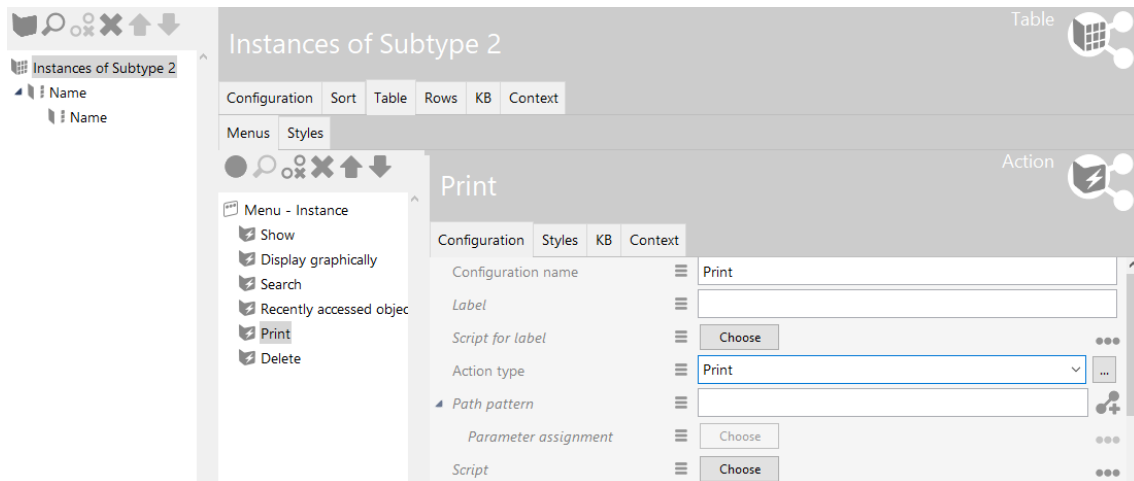 Table
Instances of Subtype 2
Instances of Subtype 2
Name
Name
Configuration Sort Table Rows KB Context
Menus Styles
Action
Print
Menu - Instance
Show
Display graphically
Search
Recently accessed objec
Print
Delete
Configuration Styles KB Context
Configuration name Print
Label
Script for label Choose
Action type Print ...
Path pattern
Parameter assignment Choose
Script Choose